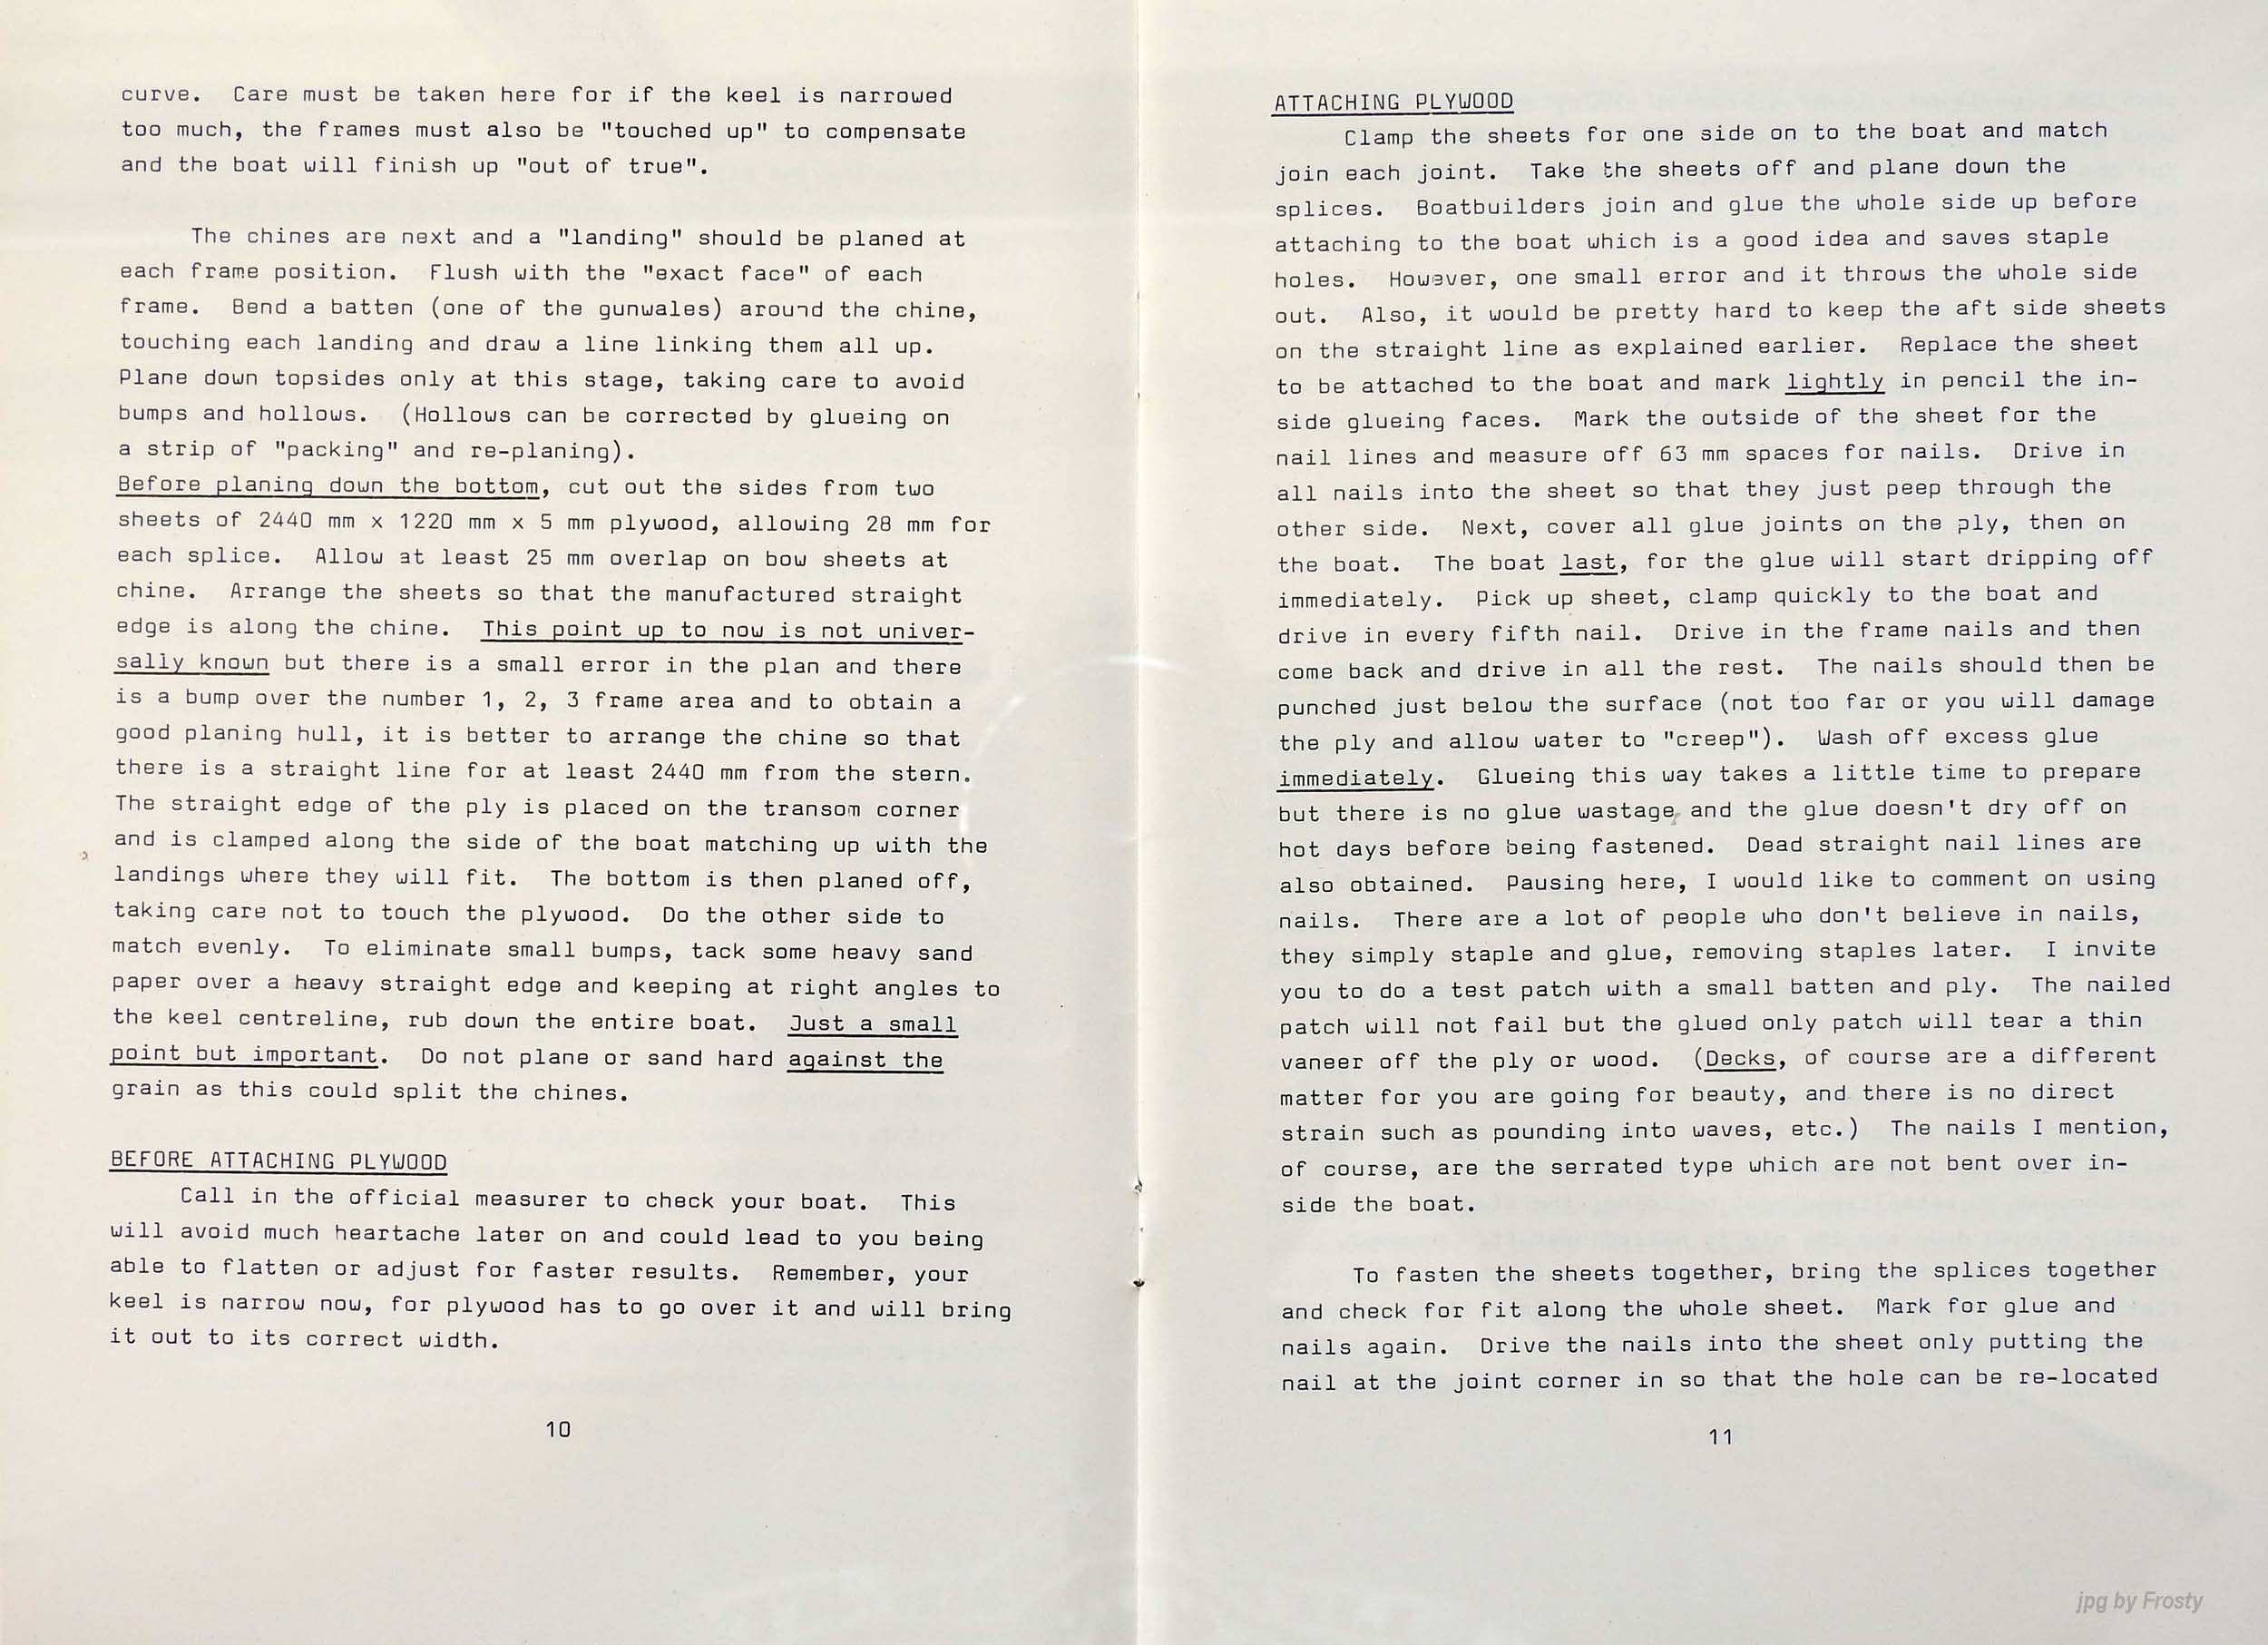 curve.  Care must be taken here for if the keel is narrowed
too much, the frames must also be "touched up" to compensate
and the boat will finish up "out of true".
The chines are next and a "landing" should be planed at
each frame position.  Flush with the "exact face" of each
frame.  Bend a batten (one of the gunwales) around the chine,
touching each landing and draw a line linking them all up.
Plane down topsides only at this stage, taking care to avoid
bumps and hollows.  (Hollows can be corrected by glueing on
a strip of "packing" and re-planing).
Before planing down the bottom, cut out the sides from two
sheets of 2440 mm x 1220 mm x 5 mm plywood, allowing 28 mm for
each splice.  Allow at least 25 mm overlap on bow sheets at
chine.  Arrange the sheets so that the manufactured straight
edge is along the chine.  This point up to now is not univer-
sally known but there is a small error in the plan and there
is a bump over the number 1, 2, 3 frame area and to obtain a
good planing hull, it is better to arrange the chine so that
there is a straight line for at least 2440 mm from the stern.
The straight edge of the ply is placed on the transom corner
and is clamped along the side of the boat matching up with the
landings where they will fit.  The bottom is then planed off,
taking care not to touch the plywood.  Do the other side to
match evenly.  To eliminate small bumps, tack some heavy sand
paper over a heavy straight edge and keeping at right angles to
the keel centreline, rub down the entire boat.  Just a small
point but important.  Do not plane or sand hard against the
grain as this could split the chines.
BEFORE ATTACHING PLYWOOD
Call in the official measurer to check your boat.  This
will avoid much heartache later on and could lead to you being
able to flatten or adjust for faster results.  Remember, your
keel is narrow now, for plywood has to go over it and will bring
it out to its correct width.
10
ATTACHING PLYWOOD
Clamp the sheets for one side on to the boat and match
join each joint.  Take the sheets off and plane down the
splices.  Boatbuilders join and glue the whole side up before
attaching to the boat which is a good idea and saves staple
holes.  However, one small error and it throws the whole side
out.  Also, it would be pretty hard to keep the aft side sheets
on the straight line as explained earlier.  Replace the sheet
to be attached to the boat and mark lightly in pencil the in-
side glueing faces.  Mark the outside of the sheet for the
nail lines and measure off 63 mm spaces for nails.  Drive in
all nails into the sheet so that they just peep through the
other side.  Next, cover all glue joints on the ply, then on
the boat.  The boat last, for the glue will start dripping off
immediately.  Pick up sheet, clamp quickly to the boat and
drive in every fifth nail.  Drive in the frame nails and then
come back and drive in all the rest.  The nails should then be
punched just below the surface (not too far or you will damage
the ply and allow water to "creep").  Wash off excess glue
immediately.  Glueing this way takes a little time to prepare
but there is no glue wastage, and the glue doesn't dry off on
hot days before being fastened.  Dead straight nail lines are
also obtained.  Pausing here, I would like to comment on using
nails.  There are a lot of people who don't believe in nails,
they simply staple and glue, removing staples later.  I invite
you to do a test patch with a small batten and ply.  The nailed
patch will not fail but the glued only patch will tear a thin
vaneer off the ply or wood.  (Decks, of course are a different
matter for you are going for beauty, and there is no direct
strain such as pounding into waves, etc.)  The nails I mention,
of course, are the serrated type which are not bent over in-
side the boat.
To fasten the sheets together, bring the splices together
and check for fit along the whole sheet.  Mark for glue and
nails again.  Drive the nails into the sheet only putting the
nail at the joint corner in so that the hole can be re-located
11
jpg by Frosty